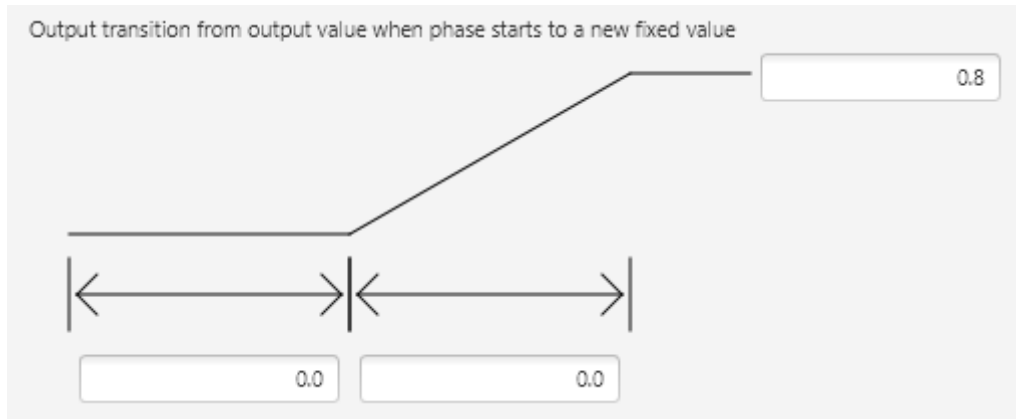 Output transition from output value when phase starts to a new fixed value
0.8
0.0
0.0